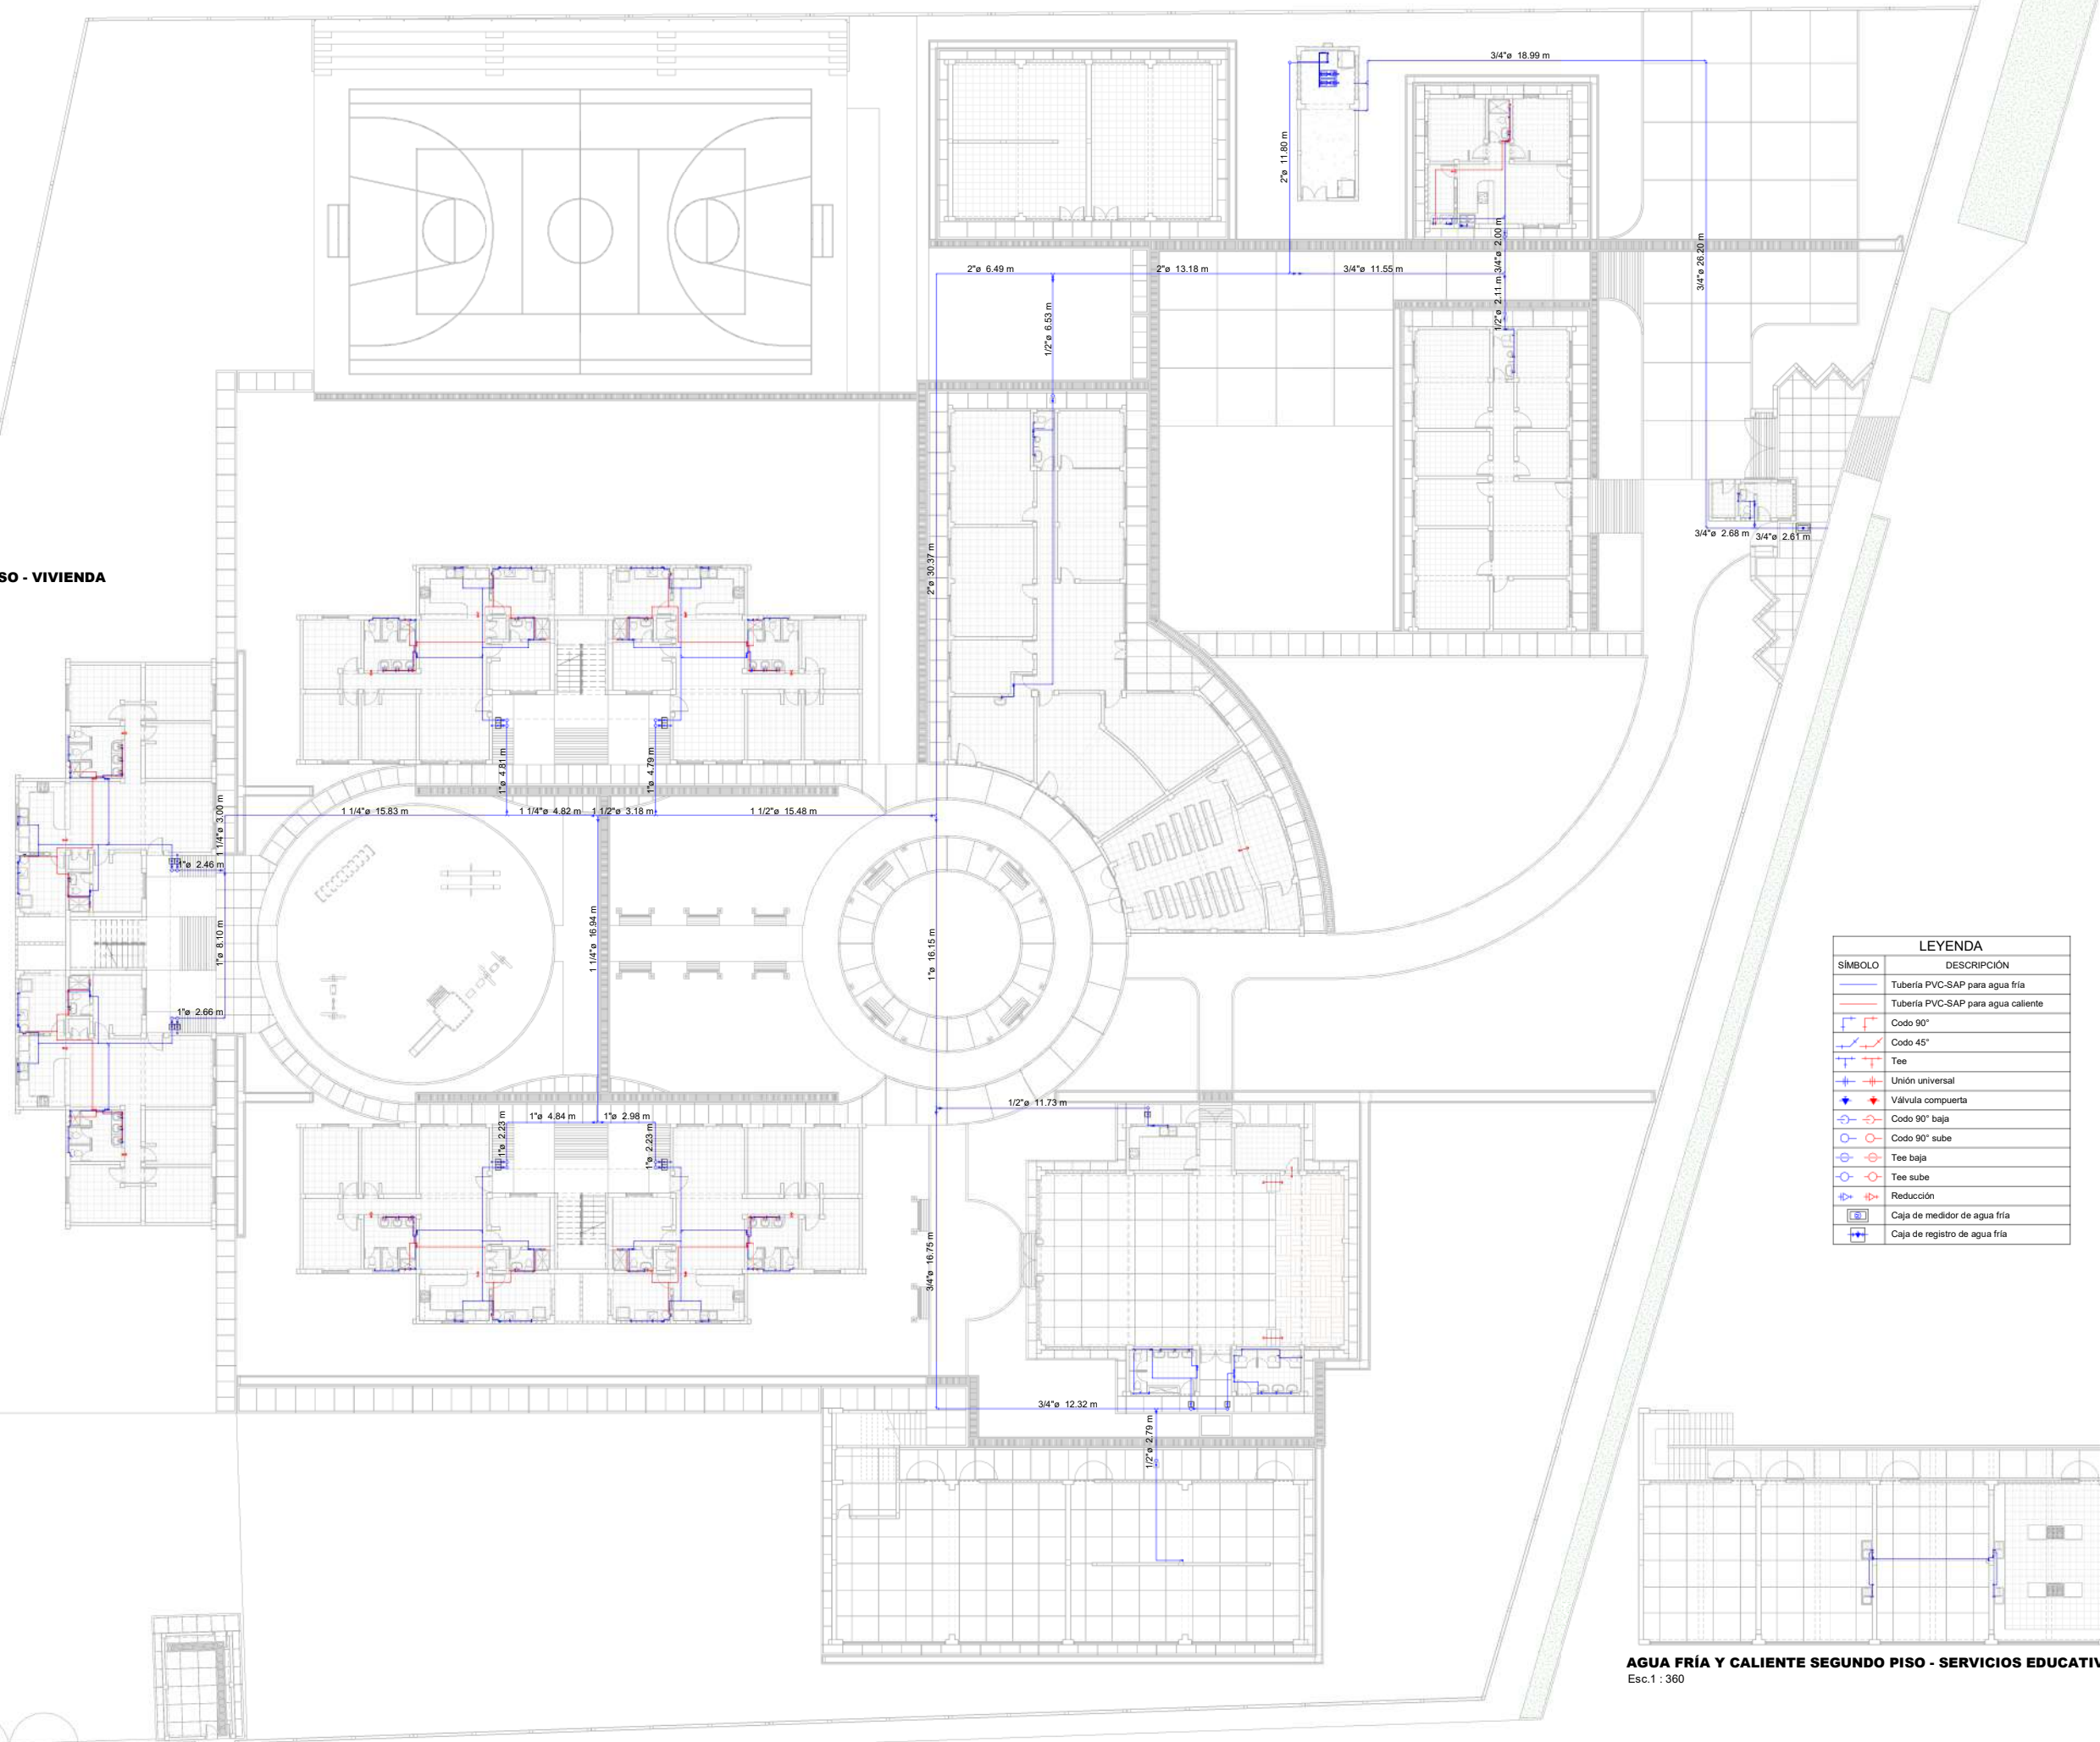 3/4"ø 18.99 m
2"ø 11.80 m
2"ø 6.49 m
2"ø 13.18 m
3/4"ø 11.55 m
3/4"ø 2.00 m
1/2"ø 2.11 m
3/4"ø 26.20 m
1/2"ø 6.53 m
3/4"ø 2.68 m
3/4"ø 2.61 m
2"ø 30.37 m
SO - VIVIENDA
1"ø 4.81 m
1"ø 4.79 m
1 1/4"ø 15.83 m
1 1/4"ø 4.82 m
1 1/2"ø 3.18 m
1 1/2"ø 15.48 m
1 1/4"ø 3.00 m
1"ø 2.46 m
1"ø 8.10 m
1 1/4"ø 16.94 m
1"ø 16.15 m
1"ø 2.66 m
LEYENDA
SÍMBOLO DESCRIPCIÓN
Tubería PVC-SAP para agua fría
Tubería PVC-SAP para agua caliente
Codo 90°
Codo 45°
Tee
Unión universal
Válvula compuerta
Codo 90° baja
Codo 90° sube
Tee baja
Tee sube
Reducción
Caja de medidor de agua fría
Caja de registro de agua fría
1"ø 2.23 m
1"ø 4.84 m
1"ø 2.98 m
1"ø 2.23 m
1/2"ø 11.73 m
3/4"ø 16.75 m
3/4"ø 12.32 m
1/2"ø 2.79 m
AGUA FRÍA Y CALIENTE SEGUNDO PISO - SERVICIOS EDUCATIV
Esc.1 : 360